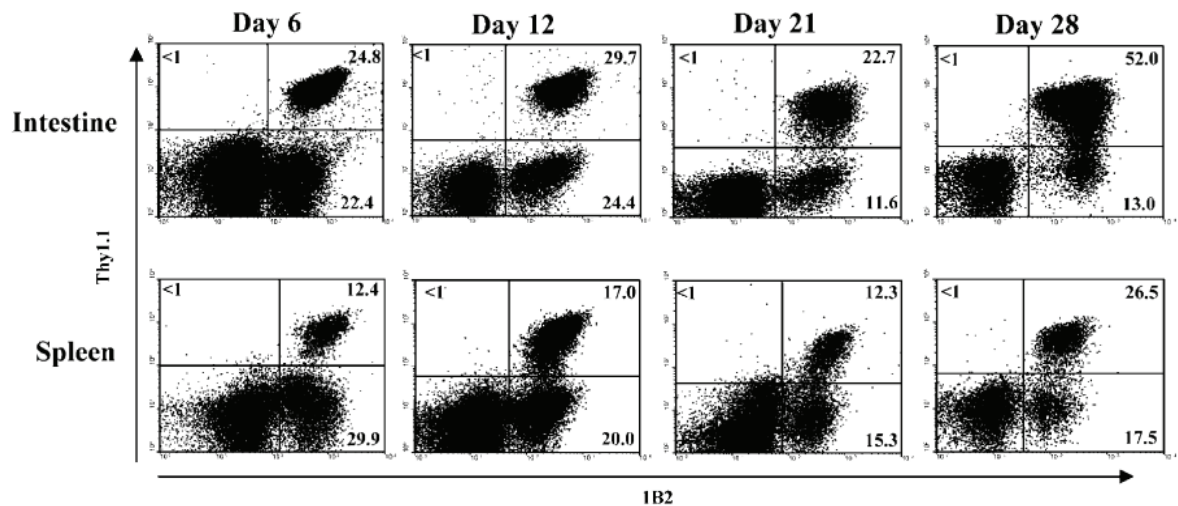 Day 6 Day 12 Day 21 Day 28
<1 24.8 <1 29.7 <1 22.7 <1 52.0
Intestine
22.4 24.4 11.6 13.0
Thy1.1
<1 12.4 <1 17.0 <1 12.3 <1 26.5
Spleen
29.9 20.0 15.3 17.5
1B2